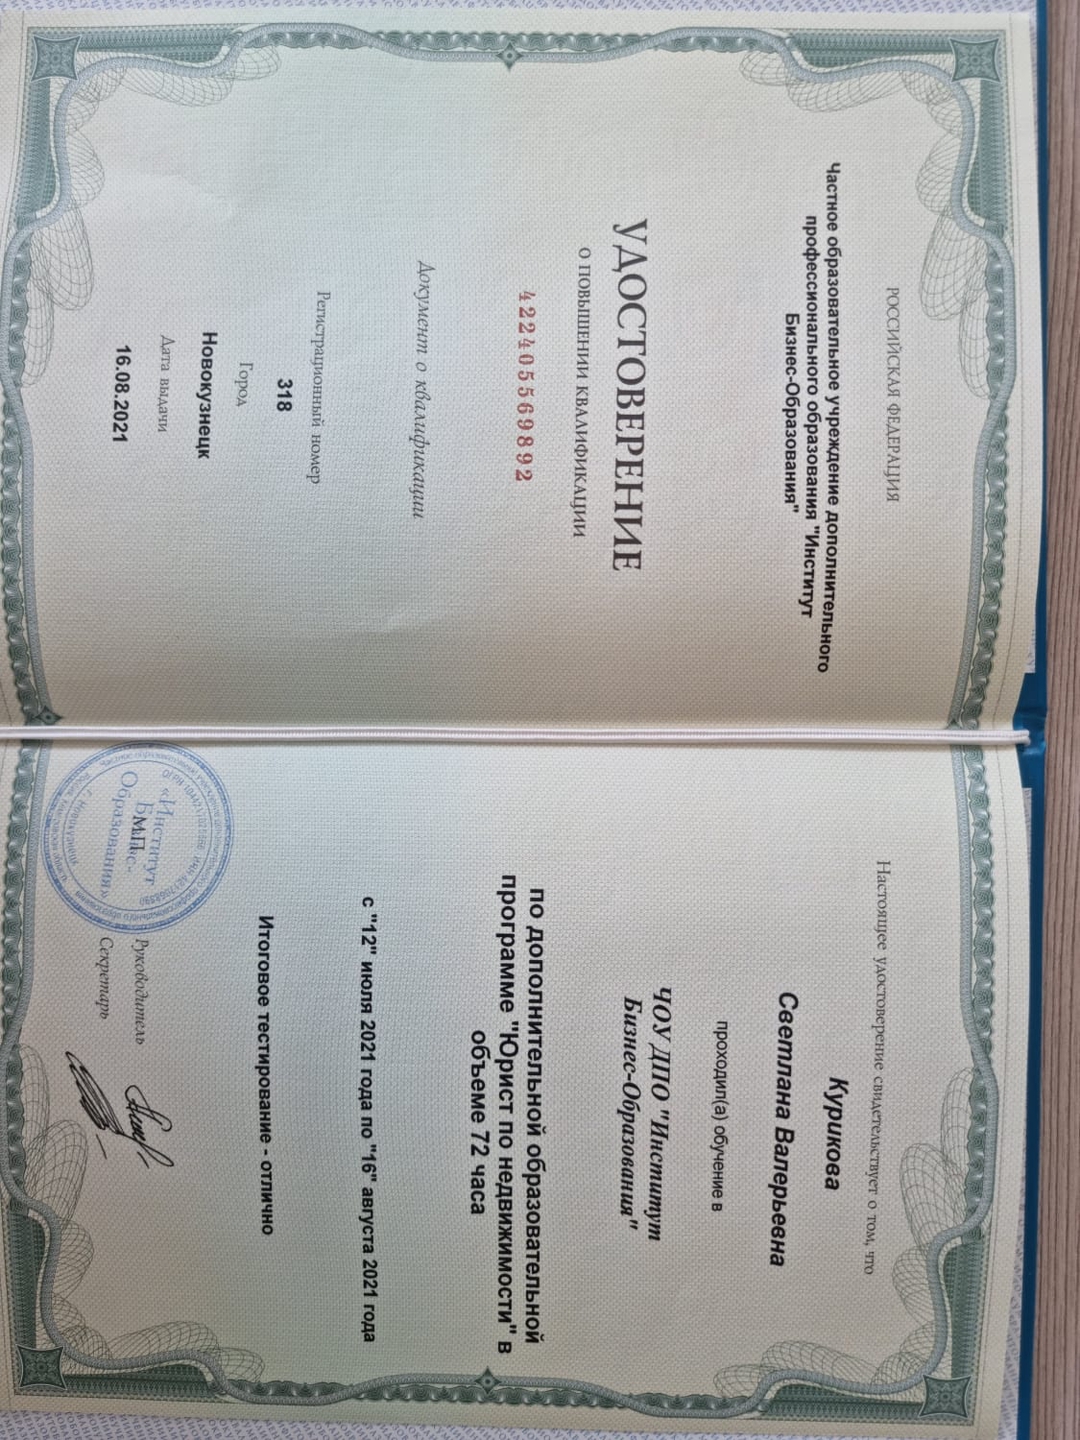 РОССИЙСКАЯ ФЕДЕРАЦИЯ
Частное образовательное учреждение дополнительного
профессионального образования "Институт
Бизнес-Образования"
УДОСТОВЕРЕНИЕ
О ПОВЫШЕНИИ КВАЛИФИКАЦИИ
422405569892
Документ о квалификации
Регистрационный номер
318
Город
Новокузнецк
Дата выдачи
16.08.2021
Настоящее удостоверение свидетельствует о том, что
Курикова
Светлана Валерьевна
проходил(а) обучение в
ЧОУ ДПО "Институт
Бизнес-Образования"
по дополнительной образовательной
программе "Юрист по недвижимости" в
объеме 72 часа
с "12" июля 2021 года по "16" августа 2021 года
Итоговое тестирование - отлично
Руководитель
Секретарь
«Институт
Бизнес-
Образования»
М.П.
г. Новокузнецк